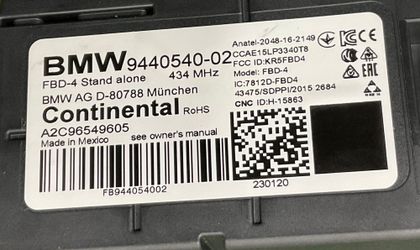 BMW 9440540-02
FBD-4 Stand alone 434 MHz
BMW AG D-80788 München
Continental RoHS
A2C96549605
Made in Mexico see owner's manual
FB944054002
Anatel-2048-16-2149
CCAE15LP3340T8
FCC ID:KR5FBD4
Model: FBD-4
IC:7812D-FBD4
43475/SDPPI/2015 2684
CNC ID:H-15863
230120